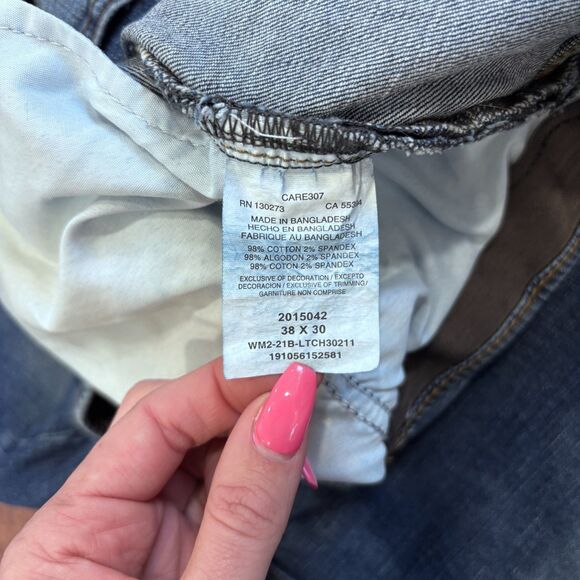 CARE307
RN 130273 CA 55344
MADE IN BANGLADESH
HECHO EN BANGLADESH
FABRIQUE AU BANGLADESH
98% COTTON 2% SPANDEX
98% ALGODON 2% SPANDEX
98% COTON 2% SPANDEX
EXCLUSIVE OF DECORATION / EXCEPTO
DECORACION / EXCLUSIVE OF TRIMMING/
GARNITURE NON COMPRISE
2015042
38 X 30
WM2-21B-LTCH30211
191056152581